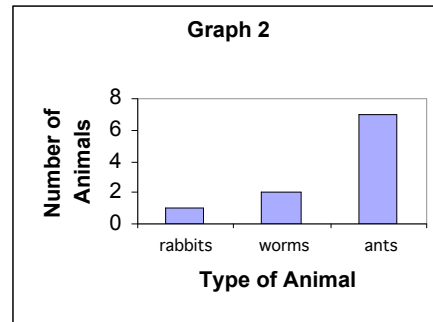 Graph 2
Number of
Animals
8
6
4
2
0
rabbits worms ants
Type of Animal